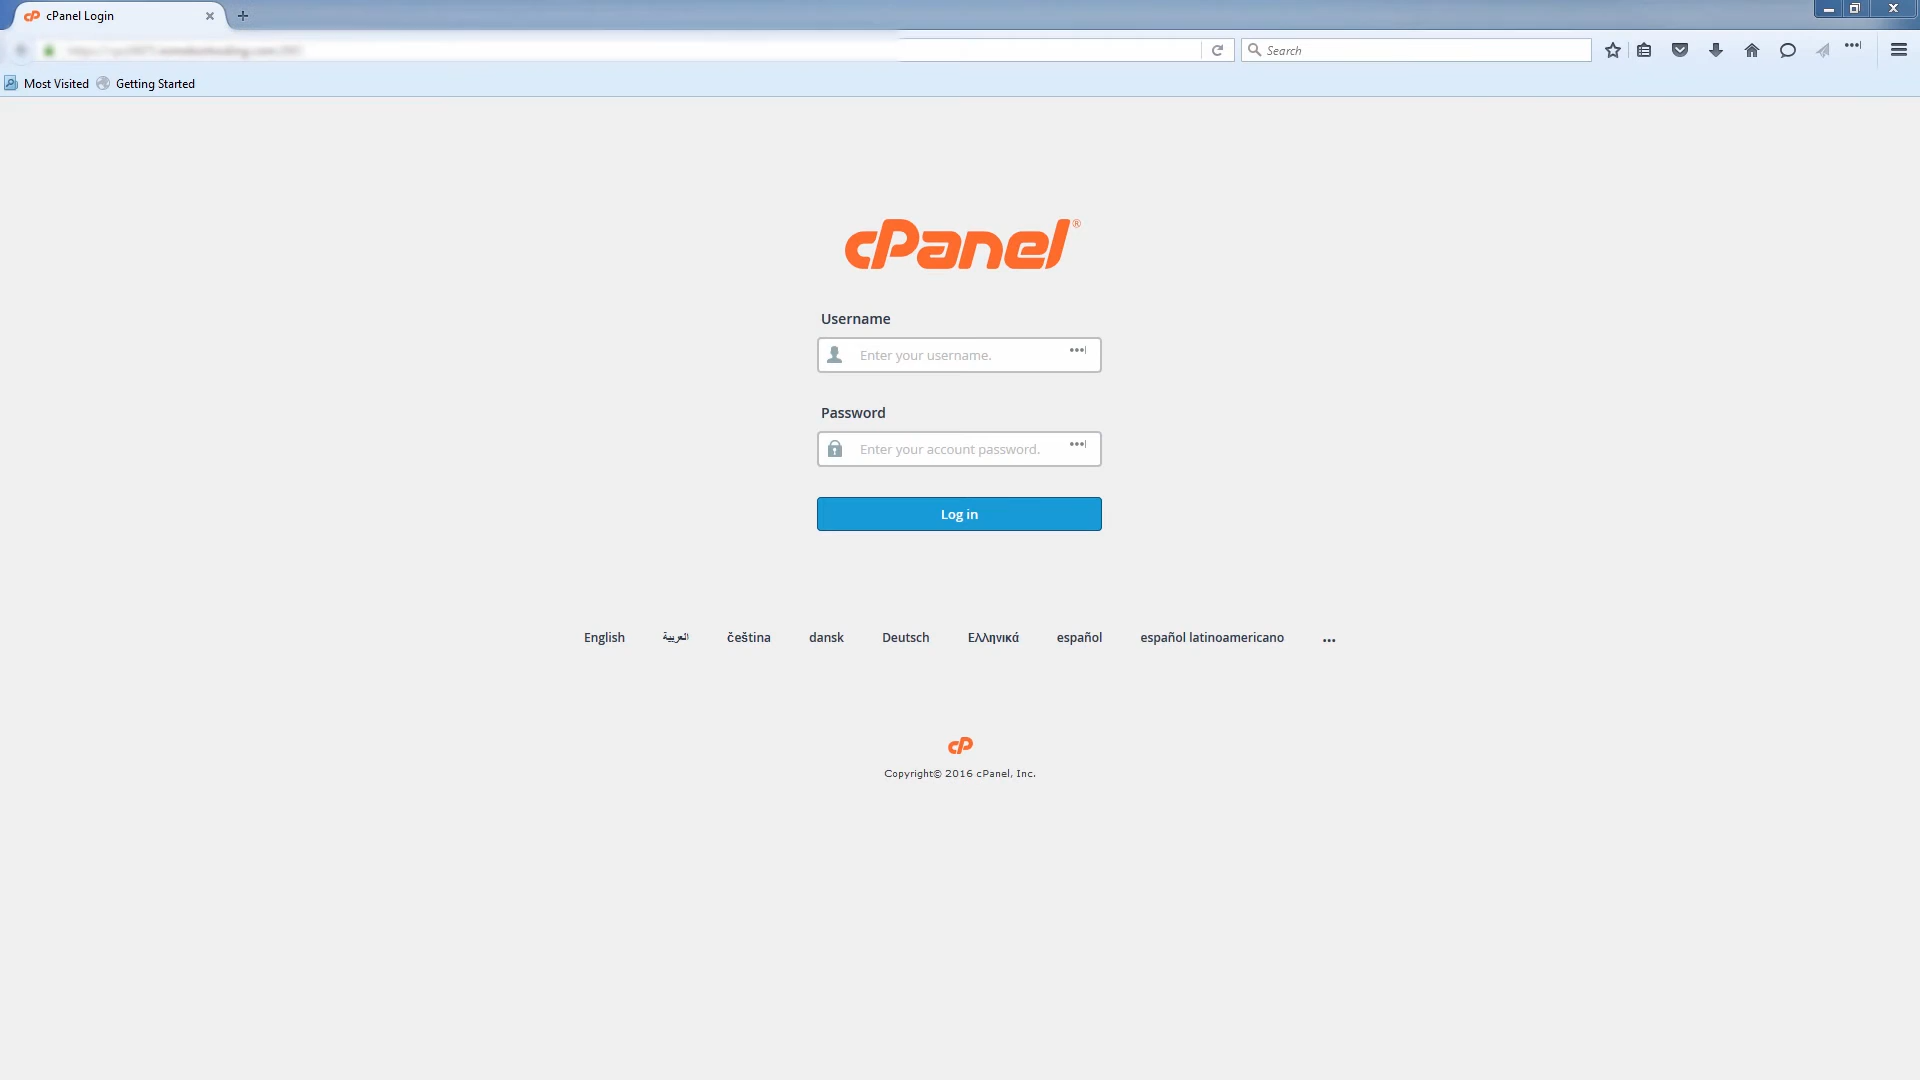 cPanel Login
Search
Most Visited
Getting Started
cPanel®
Username
Enter your username.
Password
Enter your account password.
Log in
English العربية čeština dansk Deutsch Ελληνικά español español latinoamericano ...
cP
Copyright© 2016 cPanel, Inc.